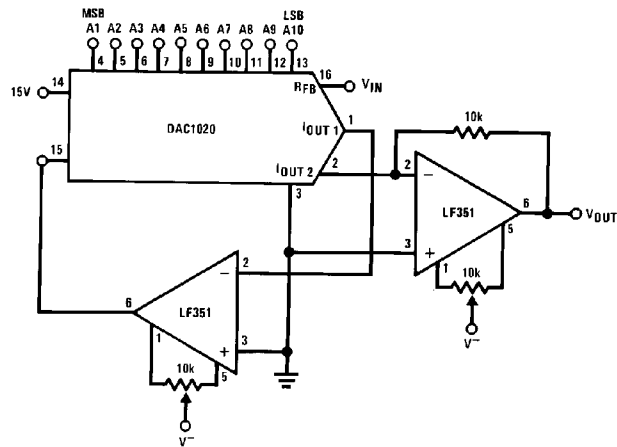 MSB LSB
A1 A2 A3 A4 A5 A6 A7 A8 A9 A10
4 5 6 7 8 9 10 11 12 13
15V 14
RFB 16 VIN
DAC1020
IOUT 1 1
15
IOUT 2 2
3
10k
2 −
LF351
6 VOUT
5
3 +
1
10k
V−
2
−
6
LF351
1
3
+
5
10k
V−